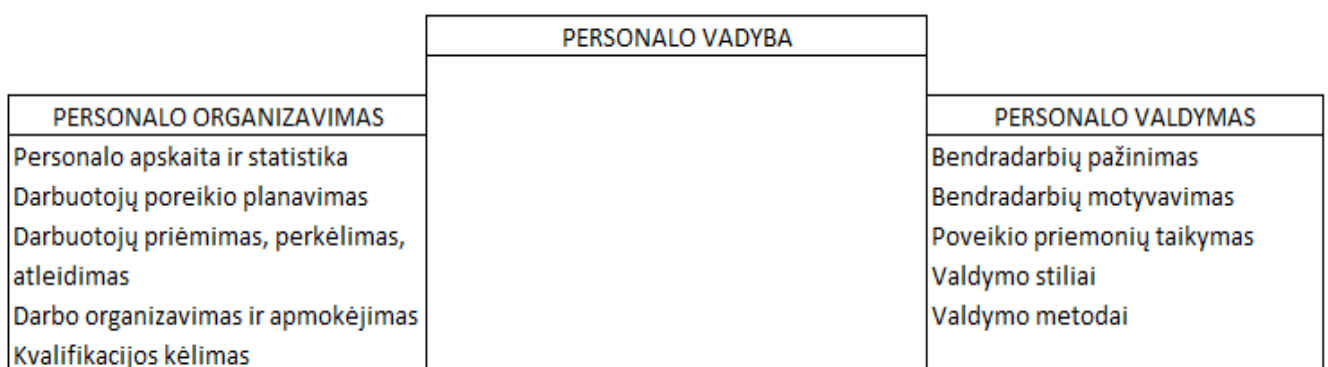 PERSONALO VADYBA
PERSONALO ORGANIZAVIMAS
Personalo apskaita ir statistika
Darbuotojų poreikio planavimas
Darbuotojų priėmimas, perkėlimas,
atleidimas
Darbo organizavimas ir apmokėjimas
Kvalifikacijos kėlimas
PERSONALO VALDYMAS
Bendradarbių pažinimas
Bendradarbių motyvavimas
Poveikio priemonių taikymas
Valdymo stiliai
Valdymo metodai